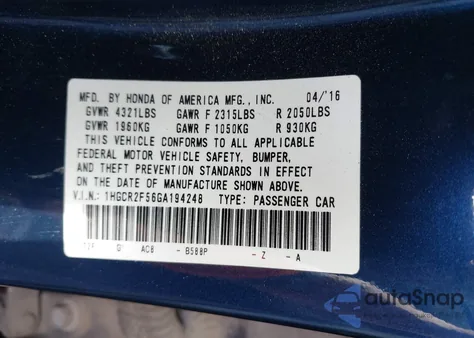 MFD. BY HONDA OF AMERICA MFG., INC. 04/'16
GVWR 4321LBS GAWR F 2315LBS R 2050LBS
GVWR 1960KG GAWR F 1050KG R 930KG
THIS VEHICLE CONFORMS TO ALL APPLICABLE
FEDERAL MOTOR VEHICLE SAFETY, BUMPER,
AND THEFT PREVENTION STANDARDS IN EFFECT
ON THE DATE OF MANUFACTURE SHOWN ABOVE.
V.I.N.: 1HGCR2F56GA194248 TYPE: PASSENGER CAR
AC8 - B588P - Z - A
autoSnap